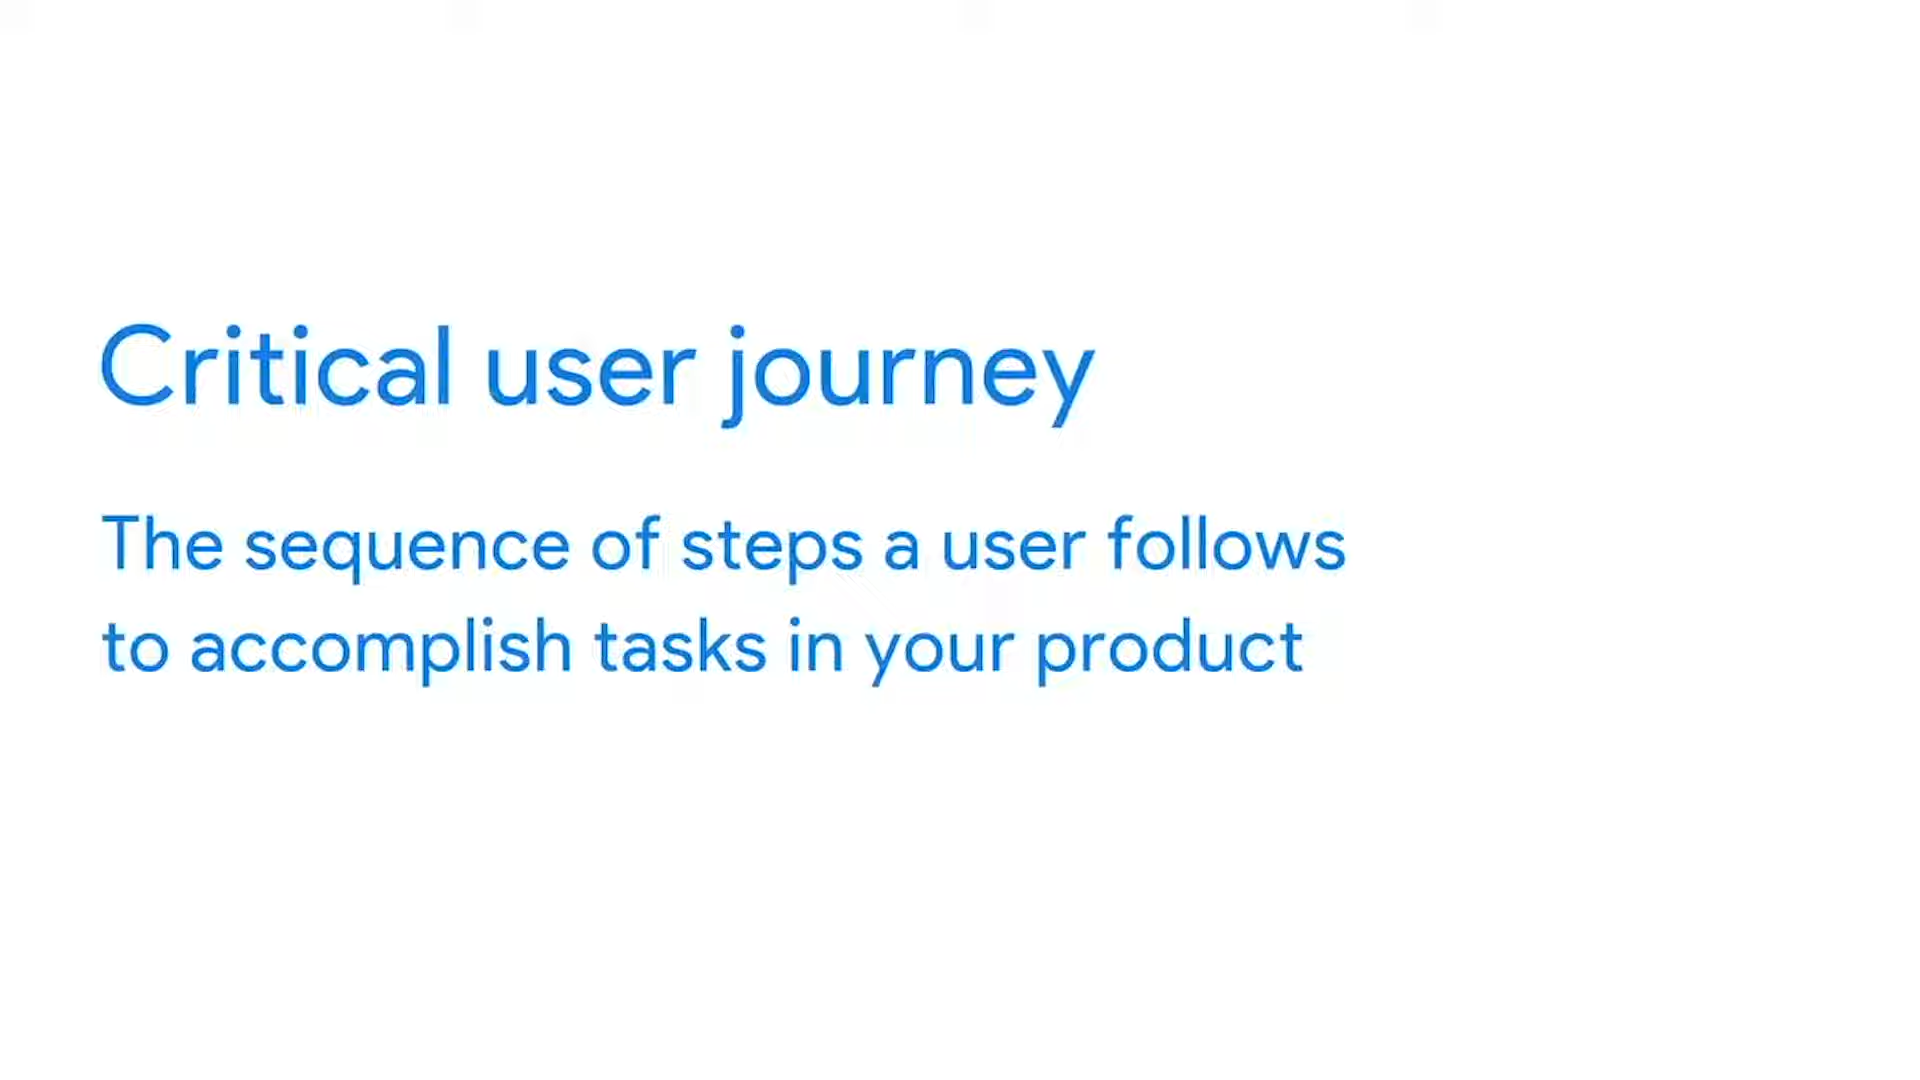 Critical user journey
The sequence of steps a user follows
to accomplish tasks in your product